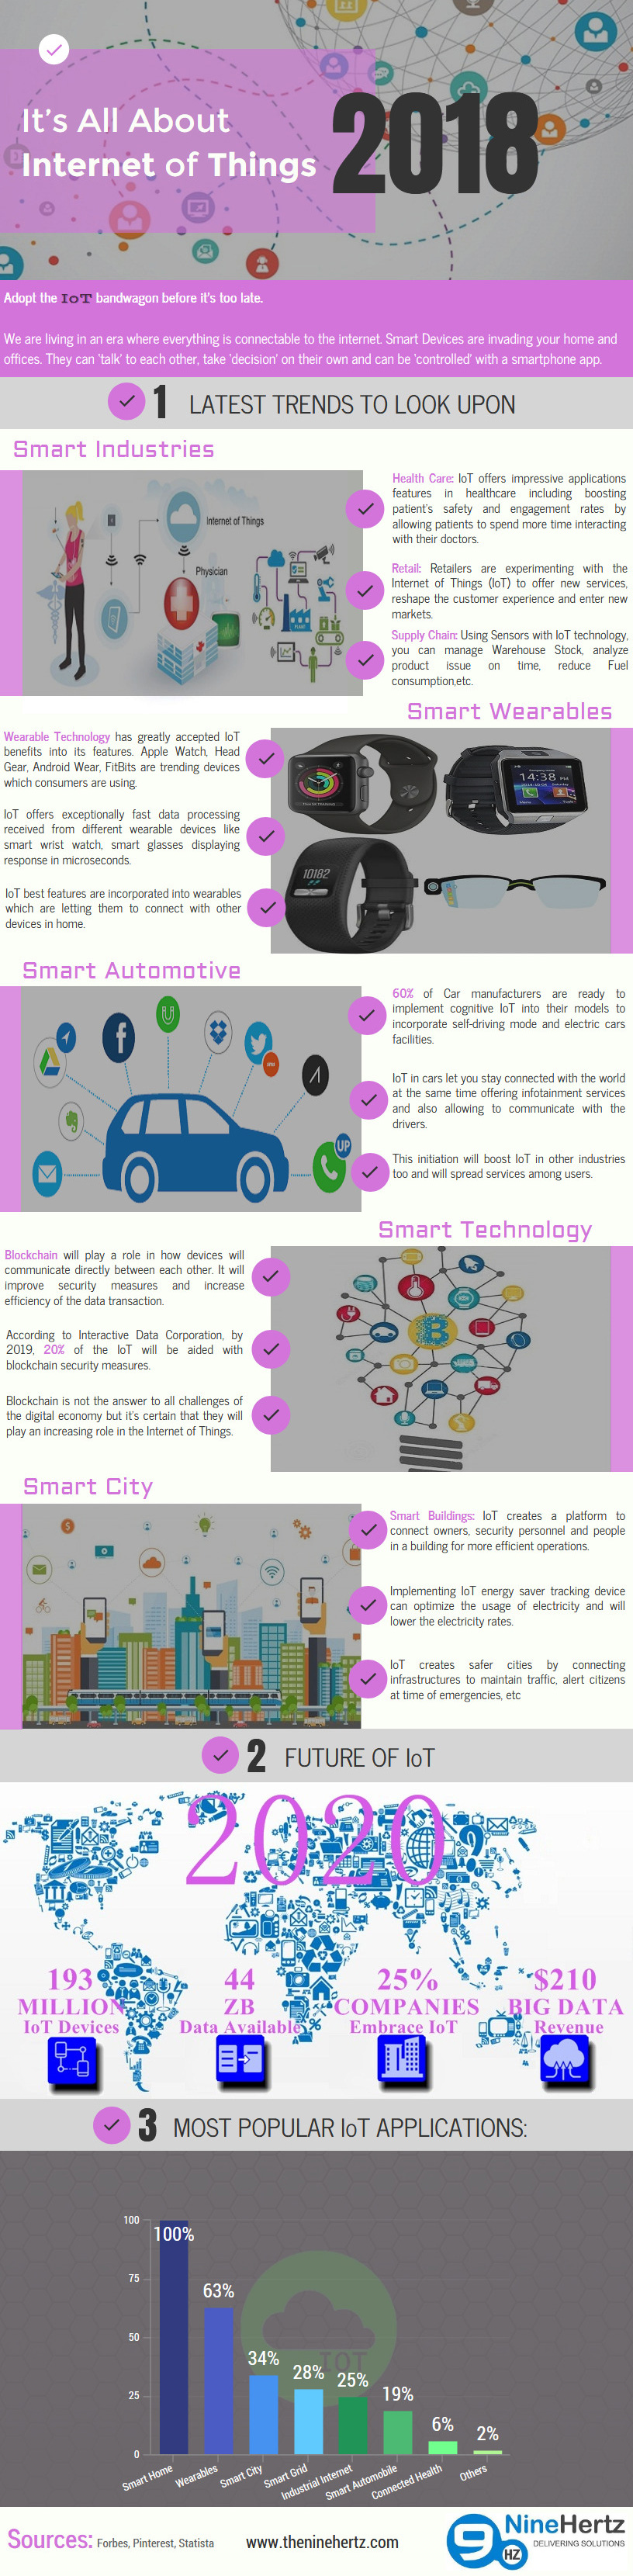 It's All About
Internet of Things
2018
Adopt the IoT bandwagon before it's too late.
We are living in an era where everything is connectable to the internet. Smart Devices are invading your home and
offices. They can 'talk' to each other, take 'decision' on their own and can be 'controlled' with a smartphone app.
1 LATEST TRENDS TO LOOK UPON
Smart Industries
Internet of Things
Physician
Health Care: IoT offers impressive applications
features in healthcare including boosting
patient's safety and engagement rates by
allowing patients to spend more time interacting
with their doctors.
Retail: Retailers are experimenting with the
Internet of Things (IoT) to offer new services,
reshape the customer experience and enter new
markets.
Supply Chain: Using Sensors with IoT technology,
you can manage Warehouse Stock, analyze
product issue on time, reduce Fuel
consumption,etc.
Smart Wearables
Wearable Technology has greatly accepted IoT
benefits into its features. Apple Watch, Head
Gear, Android Wear, FitBits are trending devices
which consumers are using.
IoT offers exceptionally fast data processing
received from different wearable devices like
smart wrist watch, smart glasses displaying
response in microseconds.
IoT best features are incorporated into wearables
which are letting them to connect with other
devices in home.
14:38 PM
10182
Smart Automotive
UP
60% of Car manufacturers are ready to
implement cognitive IoT into their models to
incorporate self-driving mode and electric cars
facilities.
IoT in cars let you stay connected with the world
at the same time offering infotainment services
and also allowing to communicate with the
drivers.
This initiation will boost IoT in other industries
too and will spread services among users.
Smart Technology
Blockchain will play a role in how devices will
communicate directly between each other. It will
improve security measures and increase
efficiency of the data transaction.
According to Interactive Data Corporation, by
2019, 20% of the IoT will be aided with
blockchain security measures.
Blockchain is not the answer to all challenges of
the digital economy but it's certain that they will
play an increasing role in the Internet of Things.
Smart City
Smart Buildings: IoT creates a platform to
connect owners, security personnel and people
in a building for more efficient operations.
Implementing IoT energy saver tracking device
can optimize the usage of electricity and will
lower the electricity rates.
IoT creates safer cities by connecting
infrastructures to maintain traffic, alert citizens
at time of emergencies, etc
2 FUTURE OF IoT
2020
193
MILLION
IoT Devices
44
ZB
Data Available
25%
COMPANIES
Embrace IoT
$210
BIG DATA
Revenue
3 MOST POPULAR IoT APPLICATIONS:
100
75
50
25
0
100%
63%
34%
28%
25%
19%
6%
2%
IOT
Smart Home
Wearables
Smart City
Smart Grid
Industrial Internet
Smart Automobile
Connected Health
Others
Sources: Forbes, Pinterest, Statista
www.theninehertz.com
9 HZ
NineHertz
DELIVERING SOLUTIONS